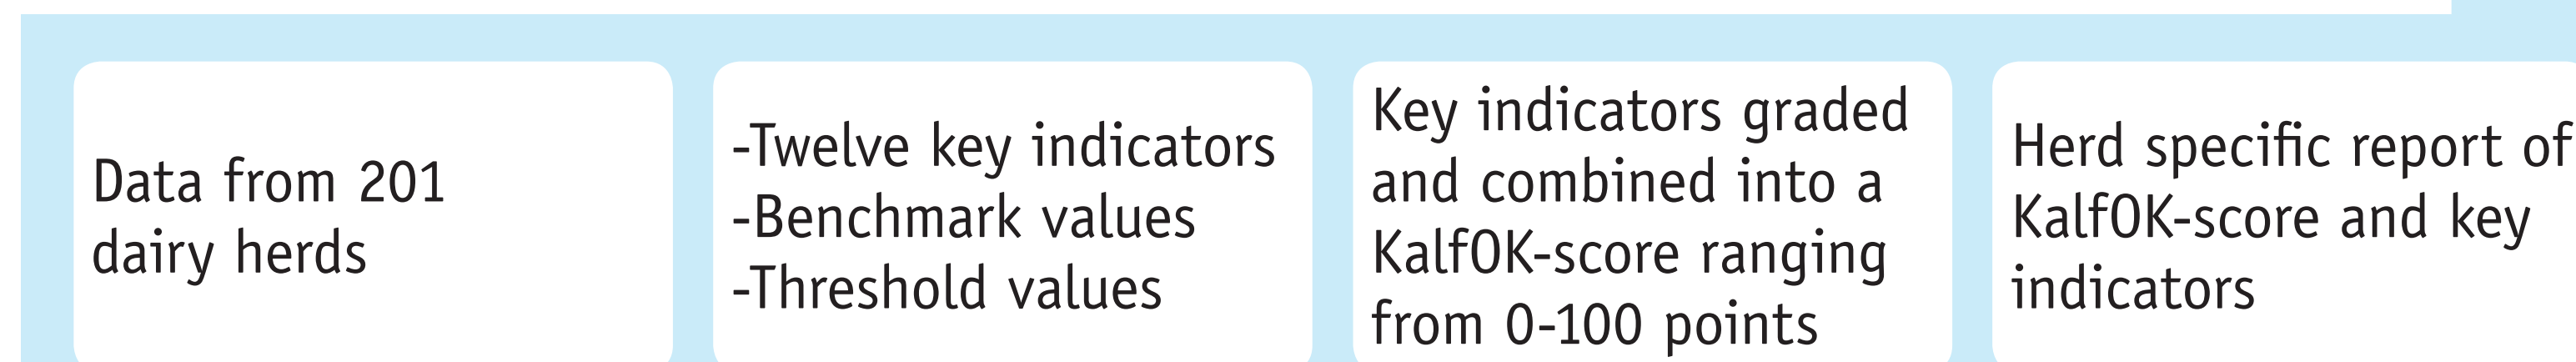 Data from 201
dairy herds
-Twelve key indicators
-Benchmark values
-Threshold values
Key indicators graded
and combined into a
KalfOK-score ranging
from 0-100 points
Herd specific report of
KalfOK-score and key
indicators